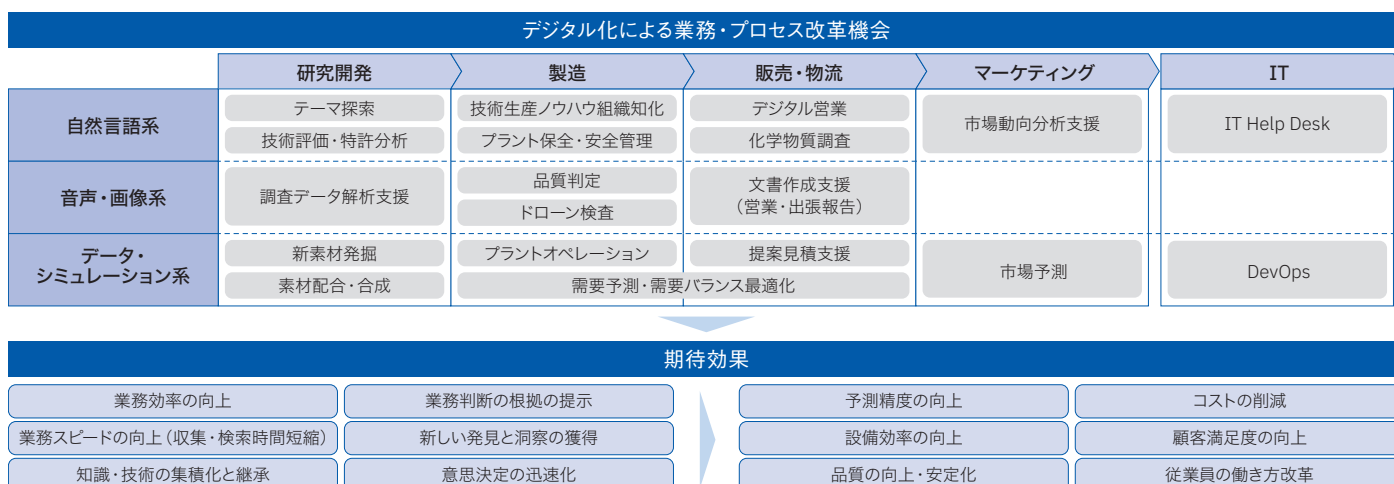 デジタル化による業務・プロセス改革機会
研究開発
製造
販売・物流
マーケティング
IT
自然言語系
テーマ探索
技術評価・特許分析
技術生産ノウハウ組織知化
プラント保全・安全管理
デジタル営業
化学物質調査
市場動向分析支援
IT Help Desk
音声・画像系
調査データ解析支援
品質判定
ドローン検査
文書作成支援
（営業・出張報告）
データ・
シミュレーション系
新素材発掘
素材配合・合成
プラントオペレーション
提案見積支援
需要予測・需要バランス最適化
市場予測
DevOps
期待効果
業務効率の向上
業務判断の根拠の提示
予測精度の向上
コストの削減
業務スピードの向上（収集・検索時間短縮）
新しい発見と洞察の獲得
設備効率の向上
顧客満足度の向上
知識・技術の集積化と継承
意思決定の迅速化
品質の向上・安定化
従業員の働き方改革